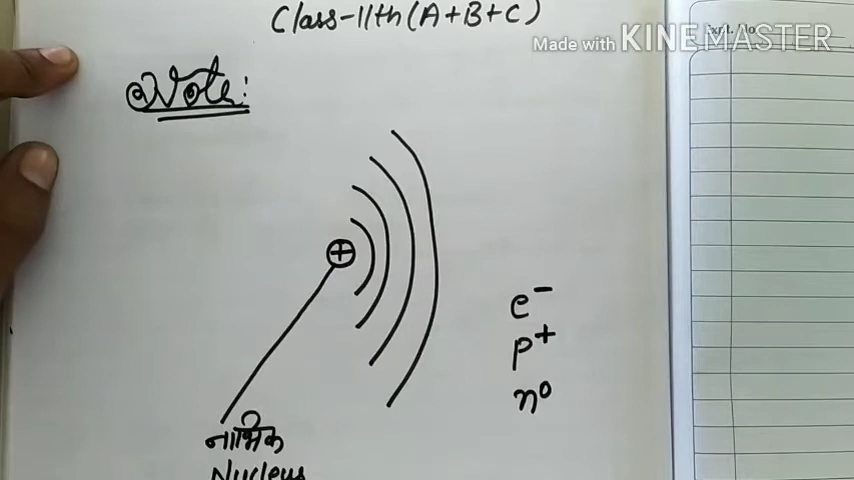 Class-11th (A+B+C)
Made with KINEMASTER
Note:
+
e⁻
p⁺
n⁰
नाभिक
Nucleus